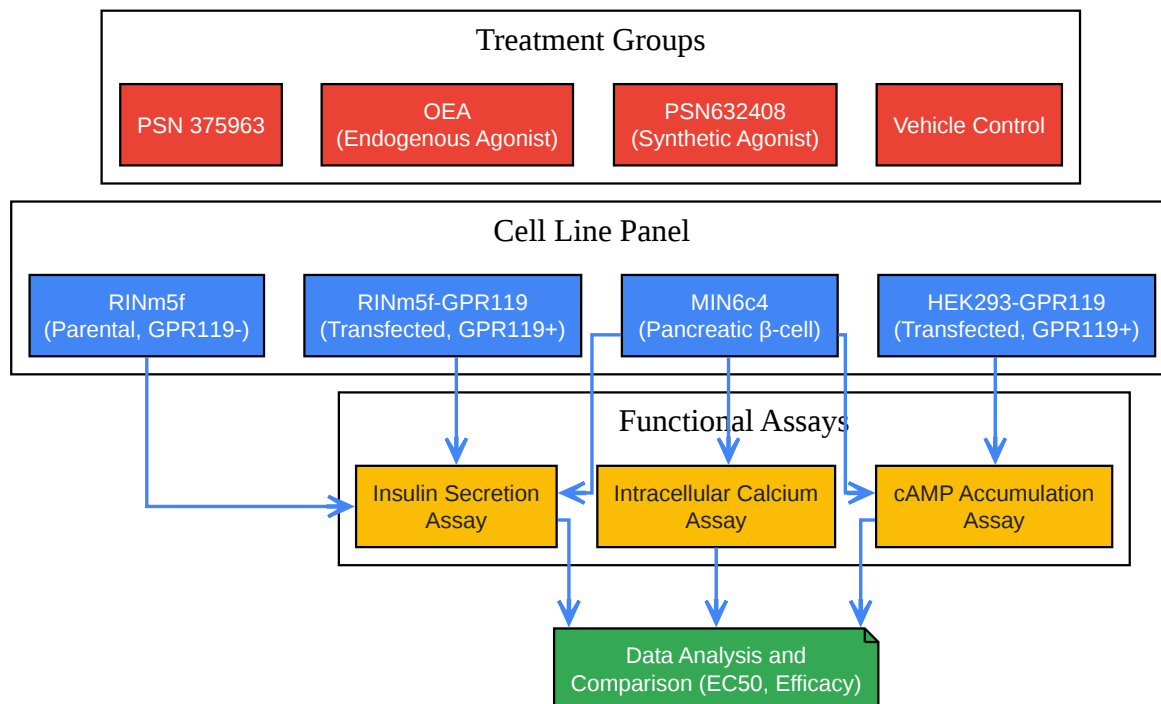 Treatment Groups
PSN 375963
OEA
(Endogenous Agonist)
PSN632408
(Synthetic Agonist)
Vehicle Control
Cell Line Panel
RINm5f
(Parental, GPR119-)
RINm5f-GPR119
(Transfected, GPR119+)
MIN6c4
(Pancreatic β-cell)
HEK293-GPR119
(Transfected, GPR119+)
Functional Assays
Insulin Secretion
Assay
Intracellular Calcium
Assay
cAMP Accumulation
Assay
Data Analysis and
Comparison (EC50, Efficacy)